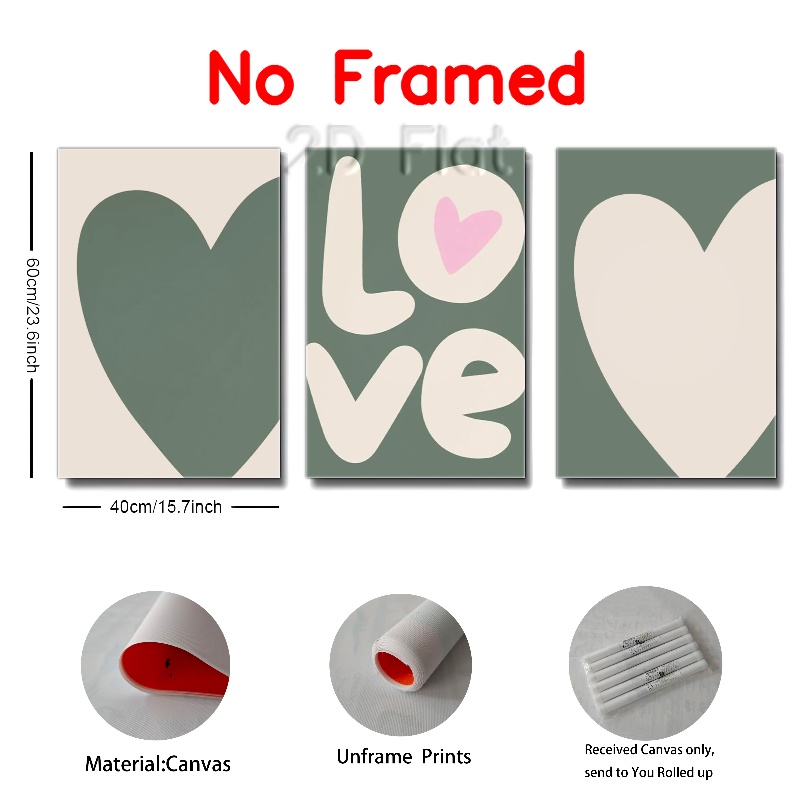 No Framed
2D Flat
60cm/23.6inch
Lo
ve
40cm/15.7inch
Material:Canvas
Unframe Prints
Received Canvas only,
send to You Rolled up